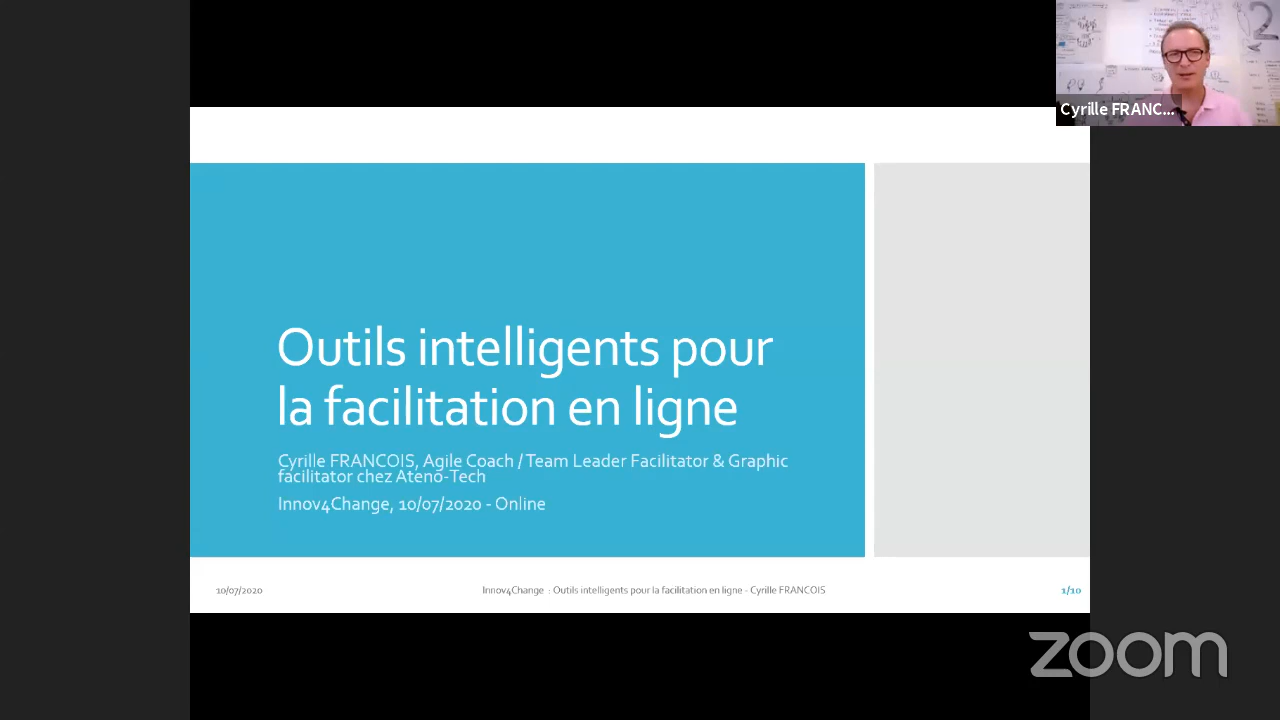 Cyrille FRANC...
Outils intelligents pour
la facilitation en ligne
Cyrille FRANCOIS, Agile Coach / Team Leader Facilitator & Graphic
facilitator chez Ateno-Tech
Innov4Change, 10/07/2020 - Online
10/07/2020
Innov4Change : Outils intelligents pour la facilitation en ligne - Cyrille FRANCOIS
1/10
zoom
2